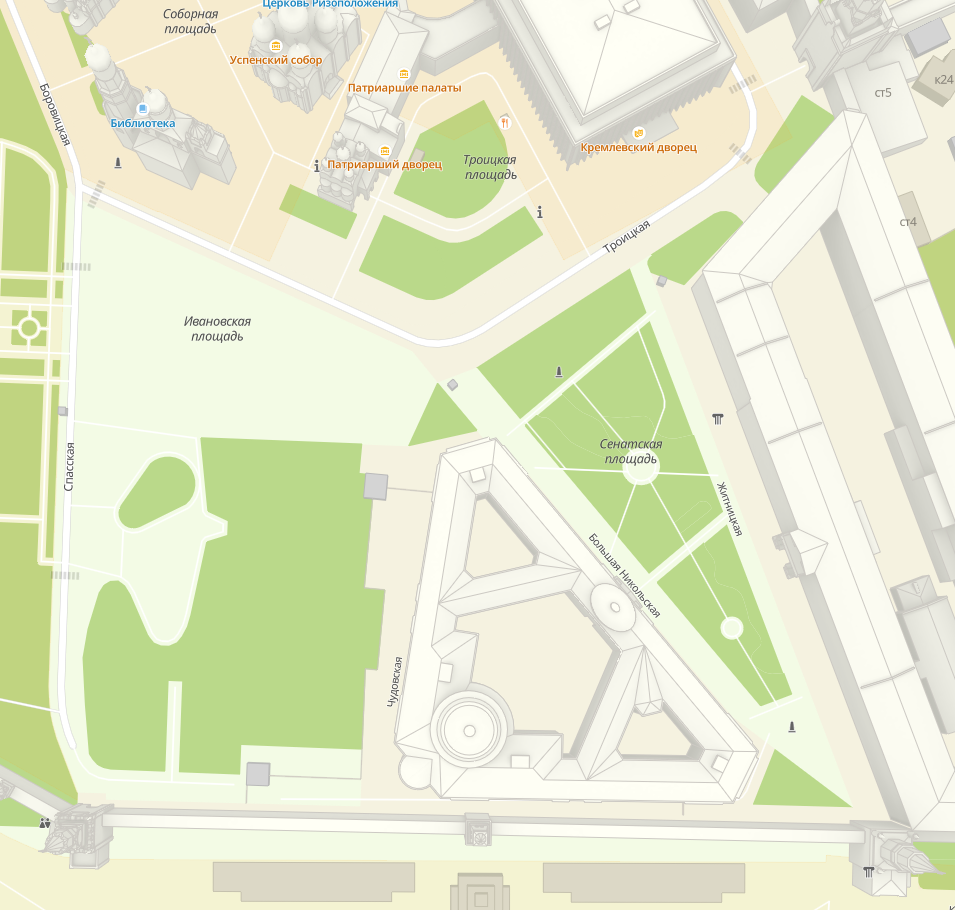 Церковь Ризоположения
Соборная
площадь
Успенский собор
Патриаршие палаты
Боровицкая
Библиотека
Патриарший дворец
Троицкая
площадь
Кремлевский дворец
ст5
к24
ст4
Троицкая
Ивановская
площадь
Спасская
Сенатская
площадь
Житницкая
Большая Никольская
Чудовская